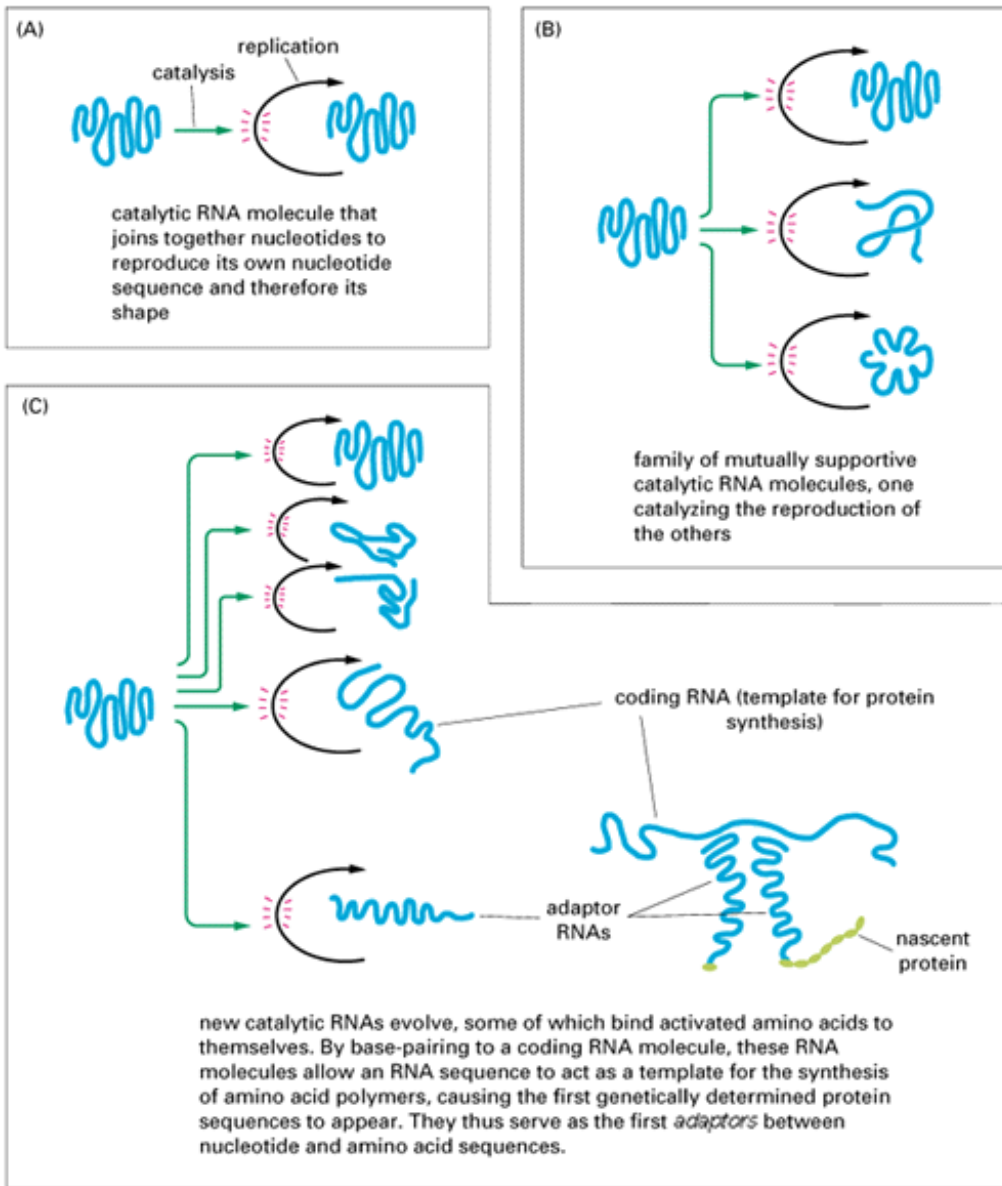 (A)
replication
catalysis
catalytic RNA molecule that
joins together nucleotides to
reproduce its own nucleotide
sequence and therefore its
shape
(B)
family of mutually supportive
catalytic RNA molecules, one
catalyzing the reproduction of
the others
(C)
coding RNA (template for protein
synthesis)
adaptor
RNAs
nascent
protein
new catalytic RNAs evolve, some of which bind activated amino acids to
themselves. By base-pairing to a coding RNA molecule, these RNA
molecules allow an RNA sequence to act as a template for the synthesis
of amino acid polymers, causing the first genetically determined protein
sequences to appear. They thus serve as the first adaptors between
nucleotide and amino acid sequences.